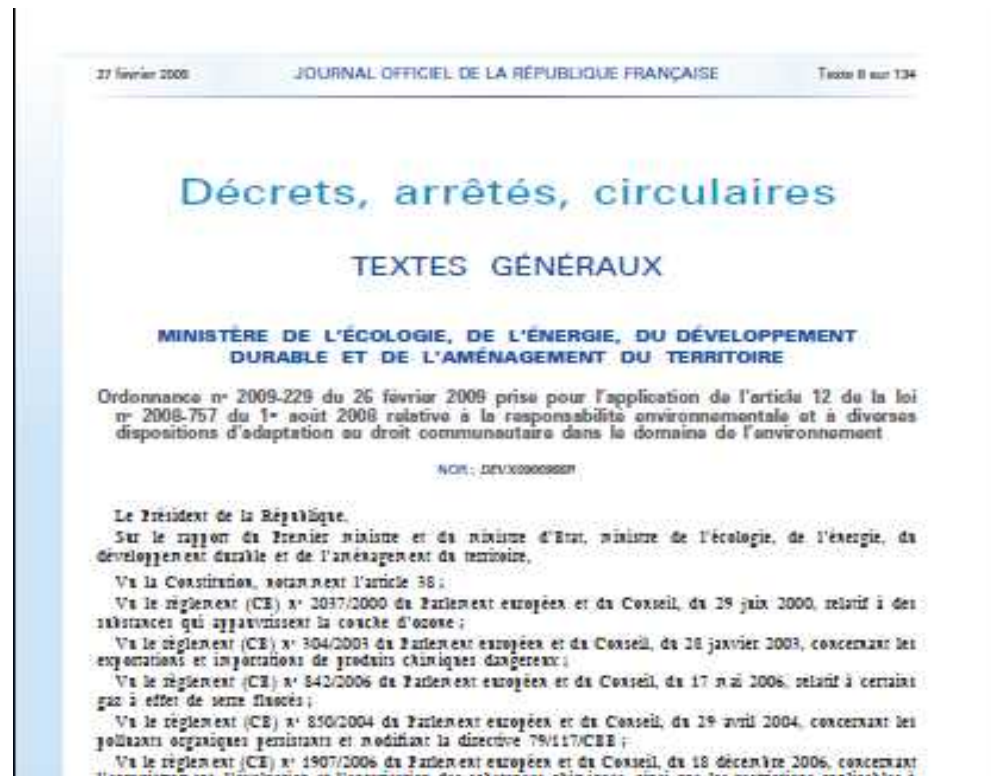 27 février 2009 JOURNAL OFFICIEL DE LA RÉPUBLIQUE FRANÇAISE Texte sur 134
Décrets, arrêtés, circulaires
TEXTES GÉNÉRAUX
MINISTÈRE DE L'ÉCOLOGIE, DE L'ÉNERGIE, DU DÉVELOPPEMENT
DURABLE ET DE L'AMÉNAGEMENT DU TERRITOIRE
Ordonnance nº 2009-229 du 26 février 2009 prise pour l'application de l'article 12 de la loi
nº 2008-757 du 1er août 2008 relative à la responsabilité environnementale et à diverses
dispositions d'adaptation au droit communautaire dans le domaine de l'environnement
NOR :
Le Président de la République,
Sur le rapport du Premier ministre et du ministre d'Etat, ministre de l'écologie, de l'énergie, du
développement durable et de l'aménagement du territoire,
Vu la Constitution, notamment l'article 38 ;
Vu le règlement (CE) nº 2037/2000 du Parlement européen et du Conseil, du 29 juin 2000, relatif à des
substances qui appauvrissent la couche d'ozone ;
Vu le règlement (CE) nº 304/2003 du Parlement européen et du Conseil, du 28 janvier 2003, concernant les
exportations et importations de produits chimiques dangereux ;
Vu le règlement (CE) nº 842/2006 du Parlement européen et du Conseil, du 17 mai 2006, relatif à certains
gaz à effet de serre fluorés ;
Vu le règlement (CE) nº 850/2004 du Parlement européen et du Conseil, du 29 avril 2004, concernant les
polluants organiques persistants et modifiant la directive 79/117/CEE ;
Vu le règlement (CE) nº 1907/2006 du Parlement européen et du Conseil, du 18 décembre 2006, concernant